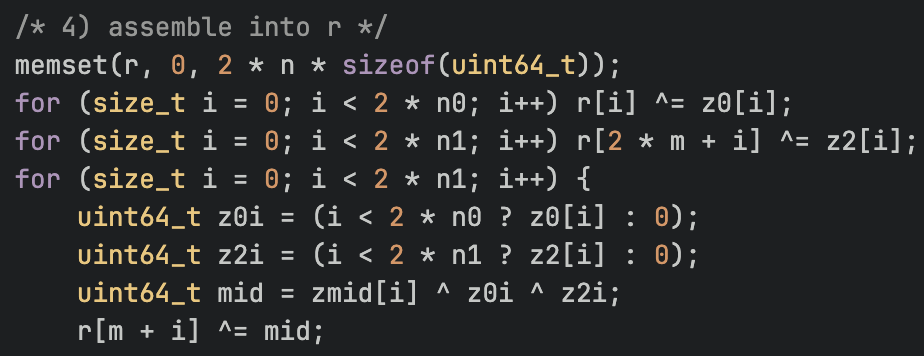 /* 4) assemble into r */
memset(r, 0, 2 * n * sizeof(uint64_t));
for (size_t i = 0; i < 2 * n0; i++) r[i] ^= z0[i];
for (size_t i = 0; i < 2 * n1; i++) r[2 * m + i] ^= z2[i];
for (size_t i = 0; i < 2 * n1; i++) {
    uint64_t z0i = (i < 2 * n0 ? z0[i] : 0);
    uint64_t z2i = (i < 2 * n1 ? z2[i] : 0);
    uint64_t mid = zmid[i] ^ z0i ^ z2i;
    r[m + i] ^= mid;